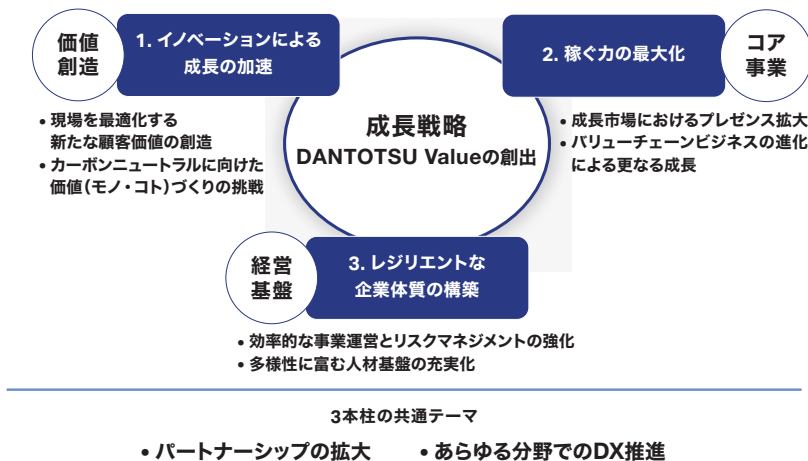 価値
創造
1. イノベーションによる
成長の加速
• 現場を最適化する
新たな顧客価値の創造
• カーボンニュートラルに向けた
価値(モノ・コト)づくりの挑戦
成長戦略
DANTOTSU Valueの創出
2. 稼ぐ力の最大化
コア
事業
• 成長市場におけるプレゼンス拡大
• バリューチェーンビジネスの進化
による更なる成長
経営
基盤
3. レジリエントな
企業体質の構築
• 効率的な事業運営とリスクマネジメントの強化
• 多様性に富む人材基盤の充実化
3本柱の共通テーマ
• パートナーシップの拡大 • あらゆる分野でのDX推進